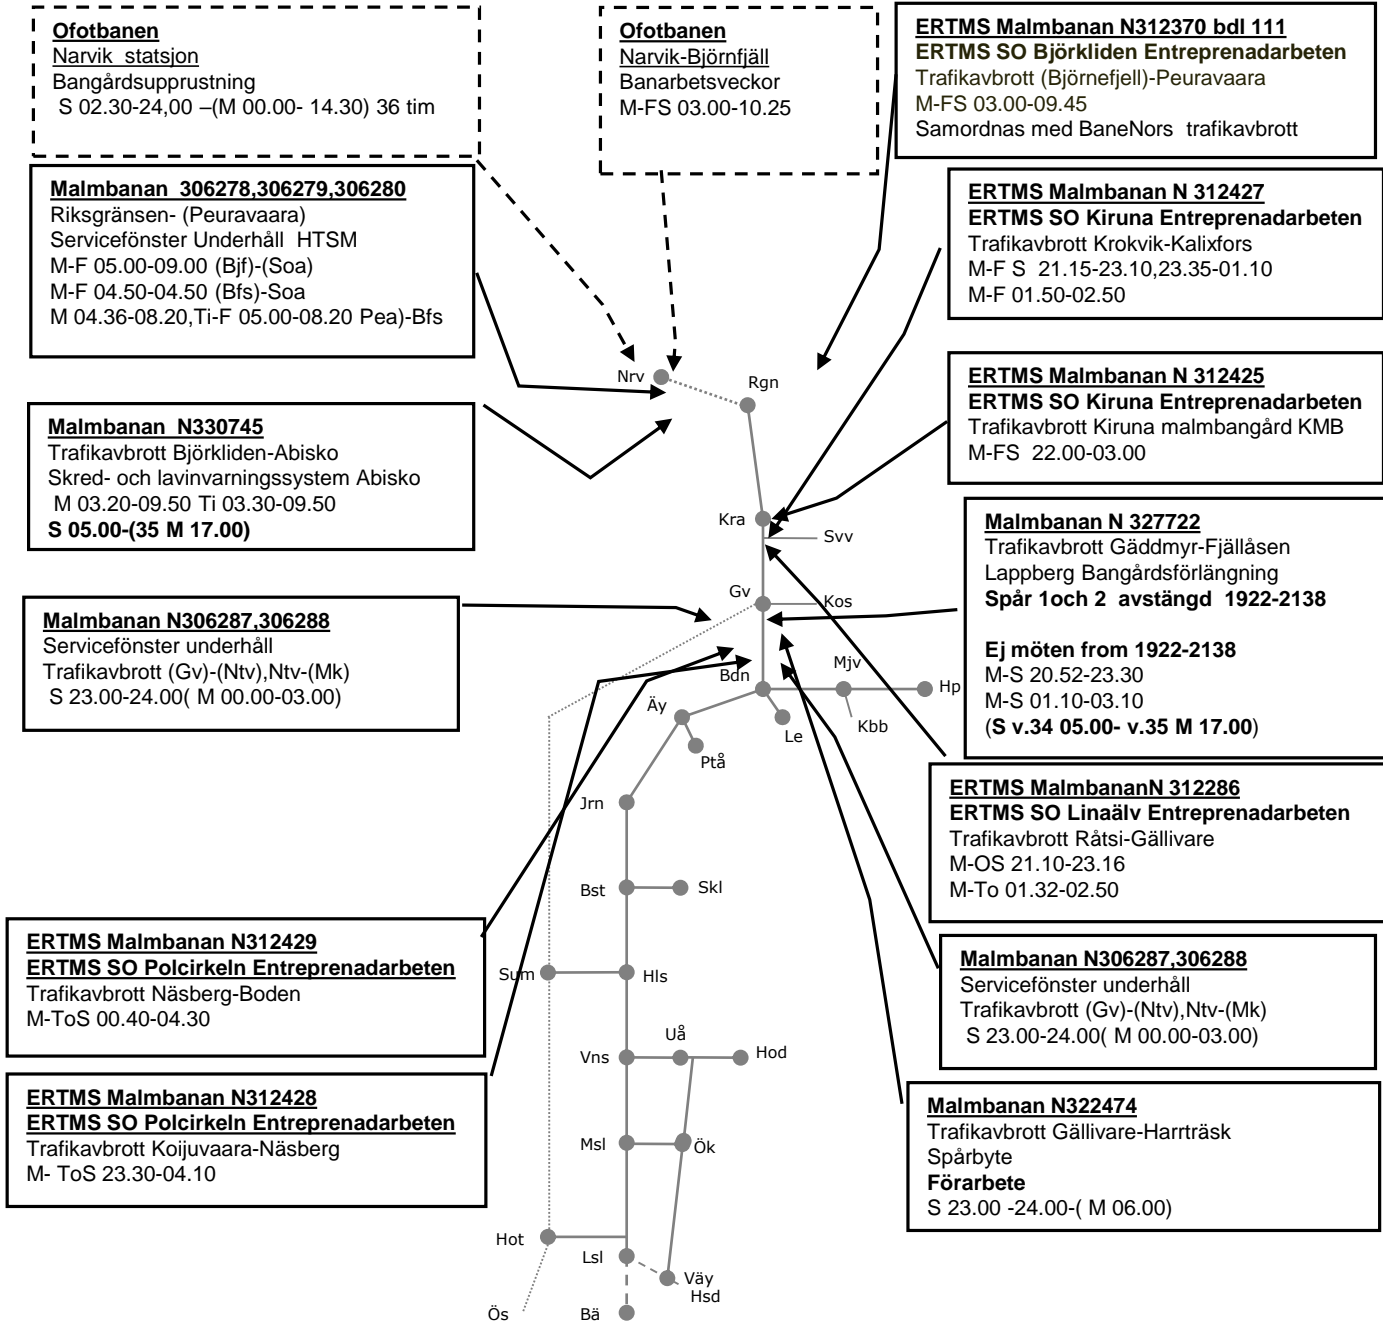 Ofotbanen
Narvik statsjon
Bangårdsupprustning
S 02.30-24,00 –(M 00.00- 14.30) 36 tim
Ofotbanen
Narvik-Björnfjäll
Banarbetsveckor
M-FS 03.00-10.25
ERTMS Malmbanan N312370 bdl 111
ERTMS SO Björkliden Entreprenadarbeten
Trafikavbrott (Björnefjell)-Peuravaara
M-FS 03.00-09.45
Samordnas med BaneNors trafikavbrott
Malmbanan 306278,306279,306280
Riksgränsen- (Peuravaara)
Servicefönster Underhåll HTSM
M-F 05.00-09.00 (Bjf)-(Soa)
M-F 04.50-04.50 (Bfs)-Soa
M 04.36-08.20,Ti-F 05.00-08.20 Pea)-Bfs
ERTMS Malmbanan N 312427
ERTMS SO Kiruna Entreprenadarbeten
Trafikavbrott Krokvik-Kalixfors
M-F S 21.15-23.10,23.35-01.10
M-F 01.50-02.50
ERTMS Malmbanan N 312425
ERTMS SO Kiruna Entreprenadarbeten
Trafikavbrott Kiruna malmbangård KMB
M-FS 22.00-03.00
Malmbanan N330745
Trafikavbrott Björkliden-Abisko
Skred- och lavinvarningssystem Abisko
M 03.20-09.50 Ti 03.30-09.50
S 05.00-(35 M 17.00)
Malmbanan N 327722
Trafikavbrott Gäddmyr-Fjällåsen
Lappberg Bangårdsförlängning
Spår 1och 2 avstängd 1922-2138
Ej möten from 1922-2138
M-S 20.52-23.30
M-S 01.10-03.10
(S v.34 05.00- v.35 M 17.00)
Malmbanan N306287,306288
Servicefönster underhåll
Trafikavbrott (Gv)-(Ntv),Ntv-(Mk)
S 23.00-24.00( M 00.00-03.00)
ERTMS MalmbananN 312286
ERTMS SO Linaälv Entreprenadarbeten
Trafikavbrott Råtsi-Gällivare
M-OS 21.10-23.16
M-To 01.32-02.50
ERTMS Malmbanan N312429
ERTMS SO Polcirkeln Entreprenadarbeten
Trafikavbrott Näsberg-Boden
M-ToS 00.40-04.30
Malmbanan N306287,306288
Servicefönster underhåll
Trafikavbrott (Gv)-(Ntv),Ntv-(Mk)
S 23.00-24.00( M 00.00-03.00)
ERTMS Malmbanan N312428
ERTMS SO Polcirkeln Entreprenadarbeten
Trafikavbrott Koijuvaara-Näsberg
M- ToS 23.30-04.10
Malmbanan N322474
Trafikavbrott Gällivare-Harrträsk
Spårbyte
Förarbete
S 23.00 -24.00-( M 06.00)
Nrv
Rgn
Kra
Svv
Gv
Kos
Bdn
Mjv
Hp
Äy
Le
Kbb
Ptå
Jrn
Bst
Skl
Sum
Hls
Uå
Vns
Hod
Msl
Ök
Hot
Lsl
Väy
Hsd
Ös
Bä